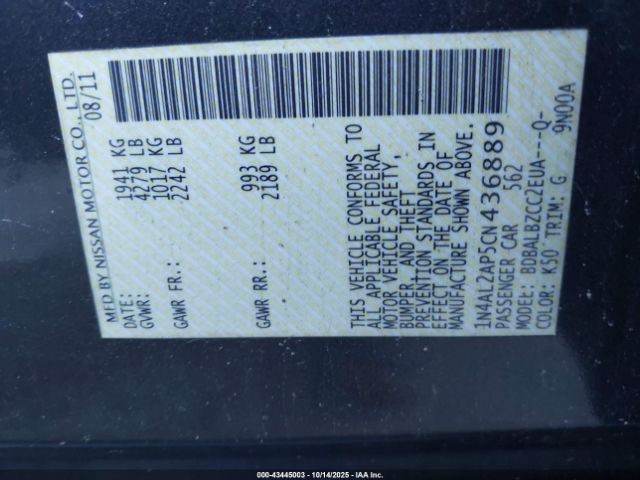 MFD BY NISSAN MOTOR CO., LTD.
DATE: 08/11
GVWR: 1941 KG
4279 LB
GAWR FR.: 1017 KG
2242 LB
GAWR RR.: 993 KG
2189 LB
THIS VEHICLE CONFORMS TO
ALL APPLICABLE FEDERAL
MOTOR VEHICLE SAFETY,
BUMPER AND THEFT
PREVENTION STANDARDS IN
EFFECT ON THE DATE OF
MANUFACTURE SHOWN ABOVE.
1N4AL2AP5CN436889
PASSENGER CAR 562
MODEL: BDBALBZCC2EUA---Q-
COLOR: K50 TRIM: G 9N00A
000-43445003 - 10/14/2025 - IAA Inc.